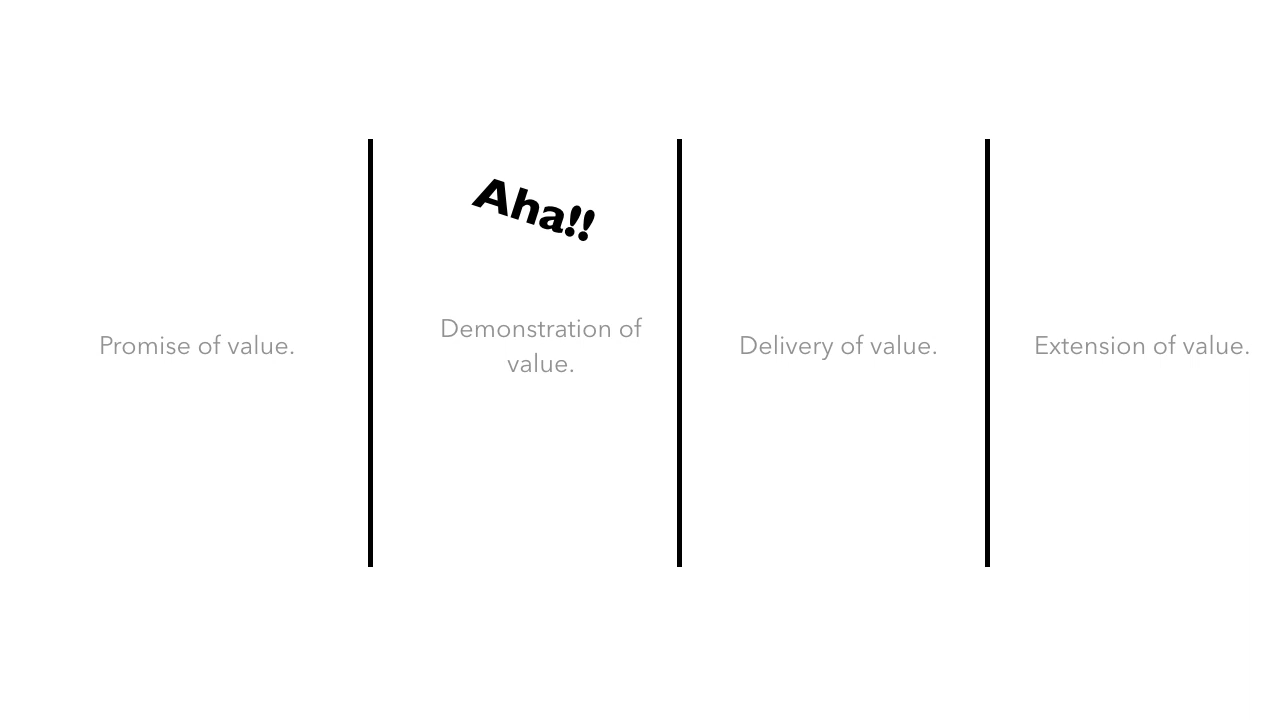 Aha!!
Promise of value.
Demonstration of
value.
Delivery of value.
Extension of value.